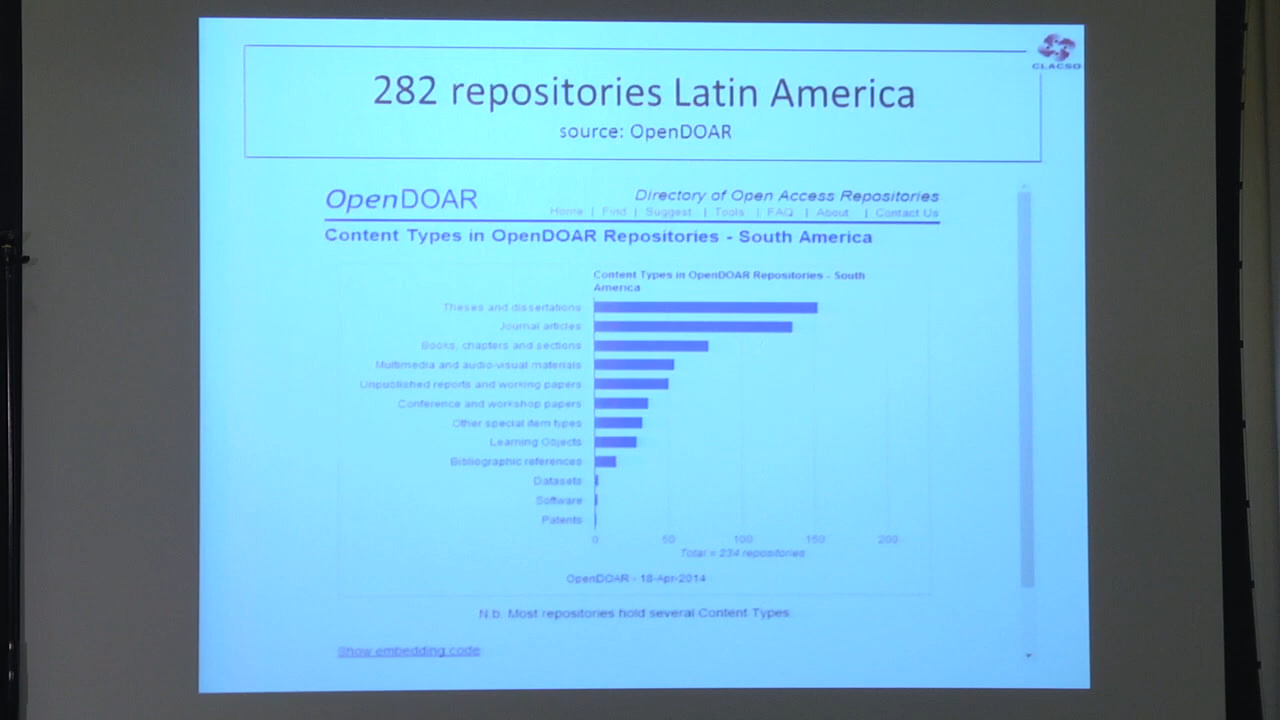 CLACSO
282 repositories Latin America
source: OpenDOAR
OpenDOAR
Directory of Open Access Repositories
Home | Find | Suggest | Tools | FAQ | About | Contact Us
Content Types in OpenDOAR Repositories - South America
Content Types in OpenDOAR Repositories - South
America
Theses and dissertations
Journal articles
Books, chapters and sections
Multimedia and audio-visual materials
Unpublished reports and working papers
Conference and workshop papers
Other special item types
Learning Objects
Bibliographic references
Datasets
Software
Patents
0 50 100 150 200
Total = 234 repositories
OpenDOAR - 18-Apr-2014
N.b. Most repositories hold several Content Types.
Show embedding code